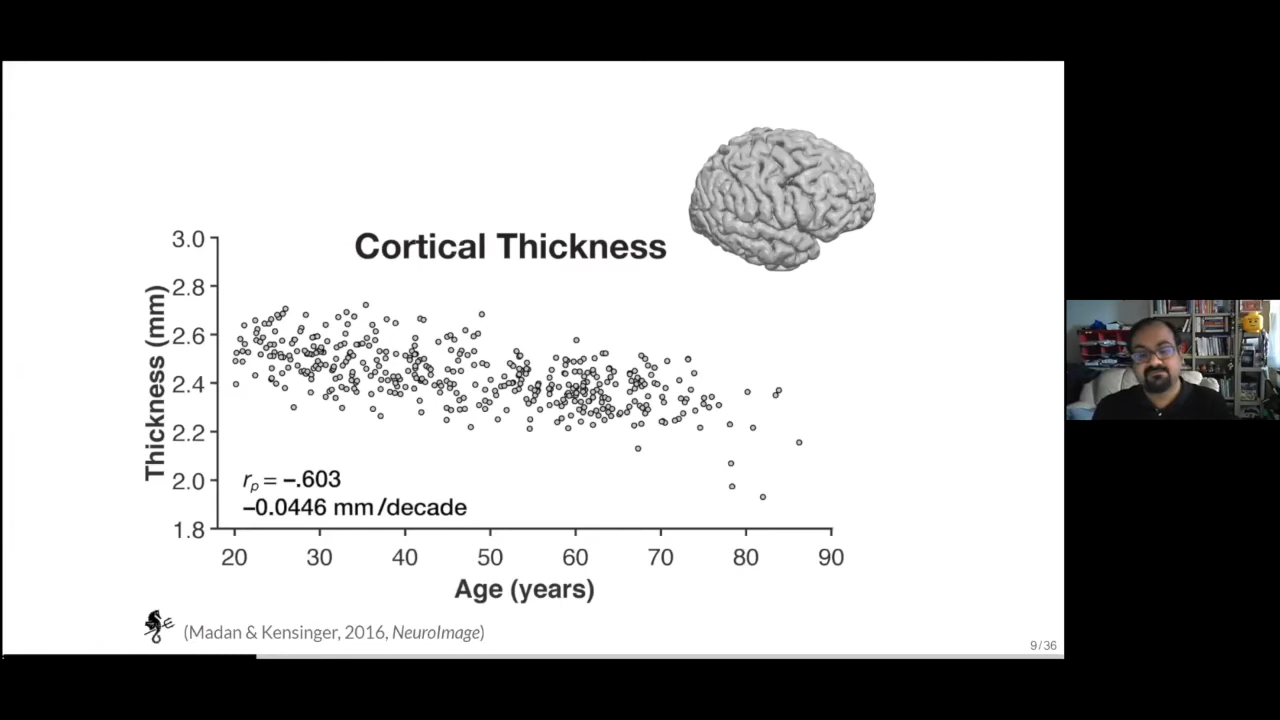 Cortical Thickness
3.0
2.8
2.6
2.4
2.2
2.0
1.8
Thickness (mm)
rp = –.603
–0.0446 mm/decade
20 30 40 50 60 70 80 90
Age (years)
(Madan & Kensinger, 2016, NeuroImage)
9/36